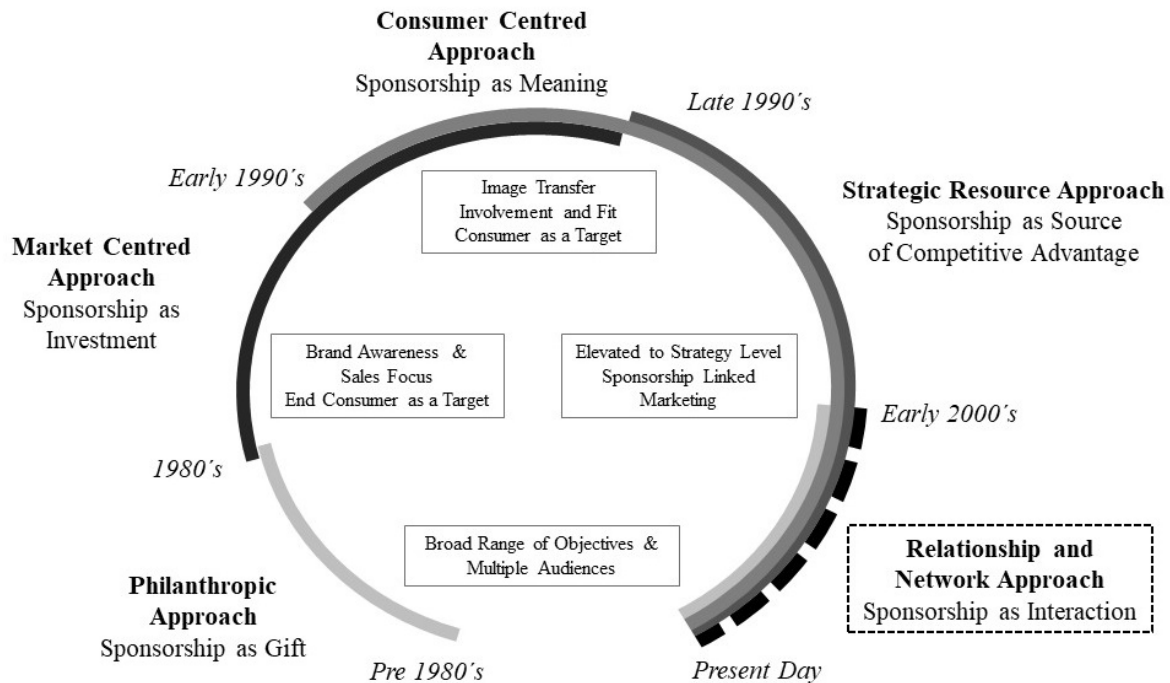 Consumer Centred
Approach
Sponsorship as Meaning
Late 1990´s
Early 1990´s
Image Transfer
Involvement and Fit
Consumer as a Target
Strategic Resource Approach
Sponsorship as Source
of Competitive Advantage
Market Centred
Approach
Sponsorship as
Investment
Brand Awareness &
Sales Focus
End Consumer as a Target
Elevated to Strategy Level
Sponsorship Linked
Marketing
Early 2000´s
1980´s
Broad Range of Objectives &
Multiple Audiences
Relationship and
Network Approach
Sponsorship as Interaction
Philanthropic
Approach
Sponsorship as Gift
Pre 1980´s
Present Day